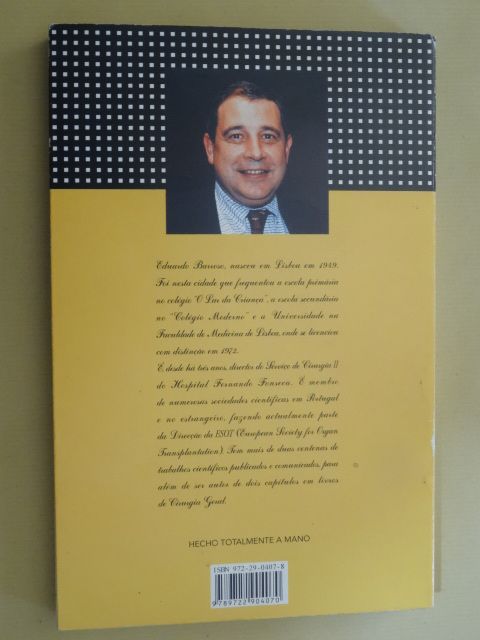 Eduardo Barroso, nasceu em Lisboa em 1949.
Foi nesta cidade que frequentou a escola primária
no colégio "O Lar da Criança", a escola secundária
no "Colégio Moderno" e a Universidade na
Faculdade de Medicina de Lisboa, onde se licenciou
com distinção em 1972.
É desde há três anos, director do Serviço de Cirurgia II
do Hospital Fernando Fonseca. É membro
de numerosas sociedades científicas em Portugal
e no estrangeiro, fazendo actualmente parte
da Direcção da ESOT (European Society for Organ
Transplantation). Tem mais de duas centenas de
trabalhos científicos publicados e comunicados, para
além de ser autor de dois capítulos em livros
de Cirurgia Geral.
HECHO TOTALMENTE A MANO
ISBN 972-29-0407-8
9789722904070